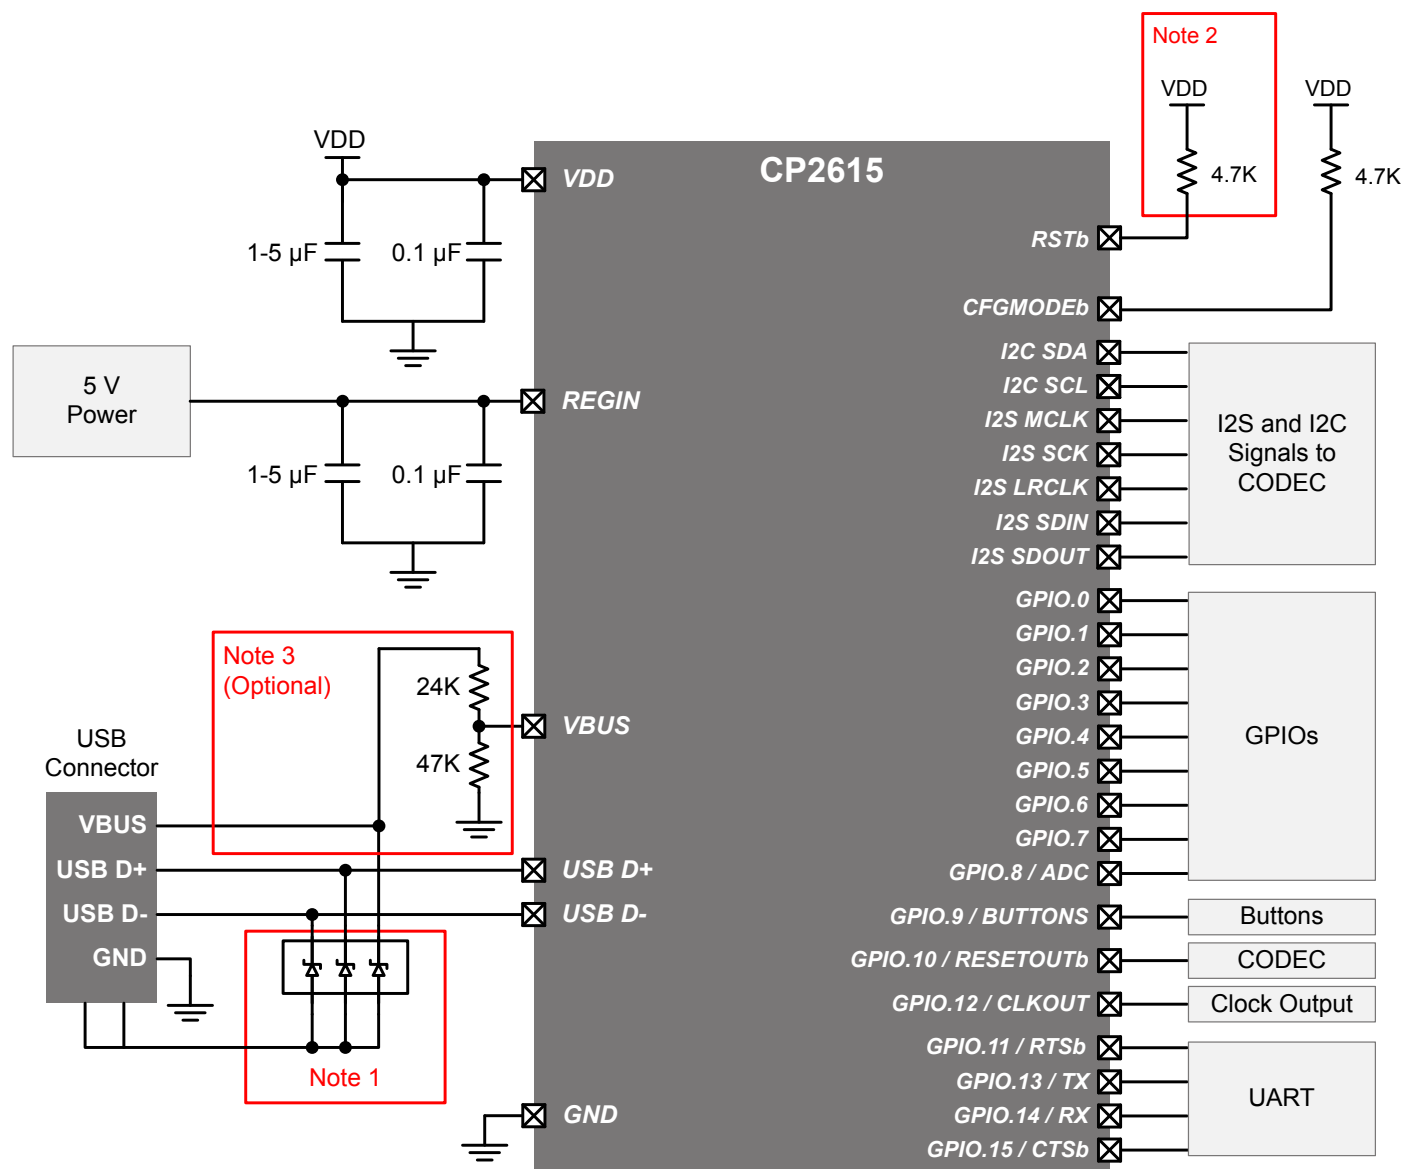 Note 2
VDD
VDD
4.7K
4.7K
CP2615
VDD
VDD
1-5 µF
0.1 µF
RSTb
CFGMODEb
5 V
Power
REGIN
1-5 µF
0.1 µF
I2C SDA
I2C SCL
I2S MCLK
I2S SCK
I2S LRCLK
I2S SDIN
I2S SDOUT
I2S and I2C
Signals to
CODEC
Note 3
(Optional)
24K
47K
VBUS
GPIO.0
GPIO.1
GPIO.2
GPIO.3
GPIO.4
GPIO.5
GPIO.6
GPIO.7
GPIO.8 / ADC
GPIOs
USB
Connector
VBUS
USB D+
USB D-
GND
USB D+
USB D-
GPIO.9 / BUTTONS
Buttons
GPIO.10 / RESETOUTb
CODEC
GPIO.12 / CLKOUT
Clock Output
Note 1
GND
GPIO.11 / RTSb
GPIO.13 / TX
GPIO.14 / RX
GPIO.15 / CTSb
UART